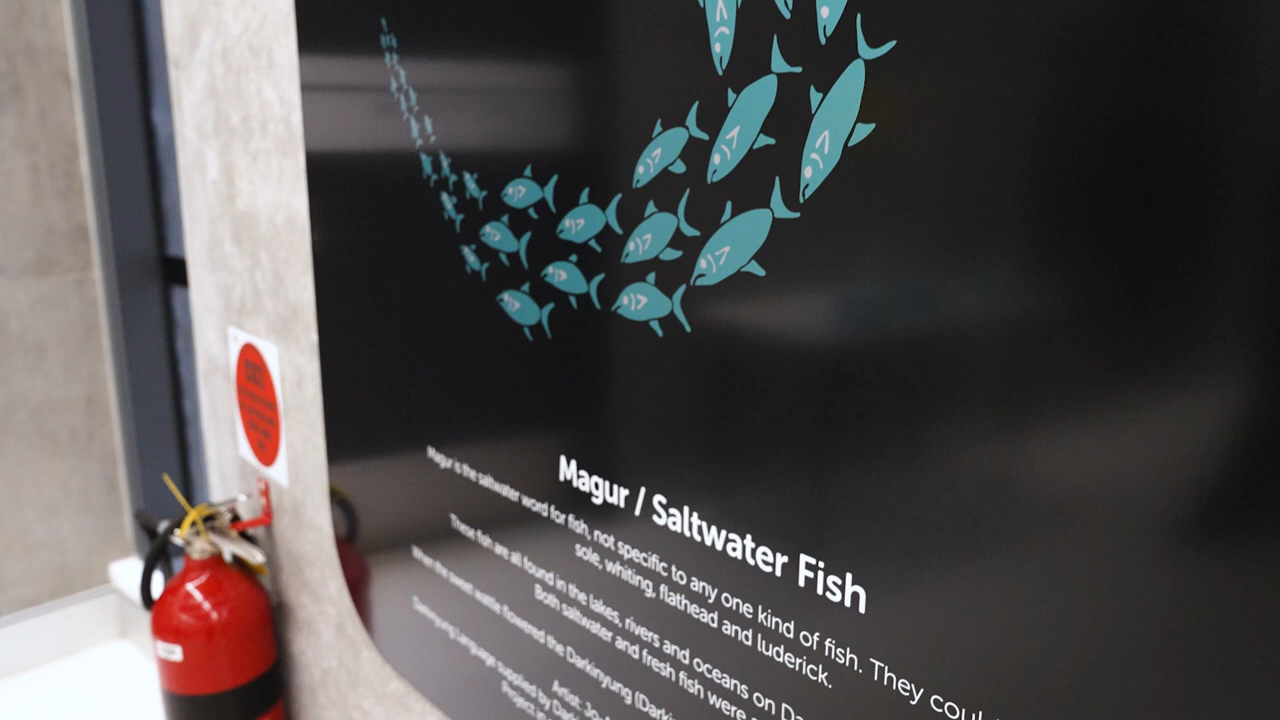 Magur / Saltwater Fish
Magur is the saltwater word for fish, not specific to any one kind of fish. They coul
sole, whiting, flathead and luderick.
These fish are all found in the lakes, rivers and oceans on Da
Both saltwater and fresh fish were
When the sweet wattle flowered the Darkinyung (Darki
Artist: Jo
Darkinyung Language supplied by Dark
Project in